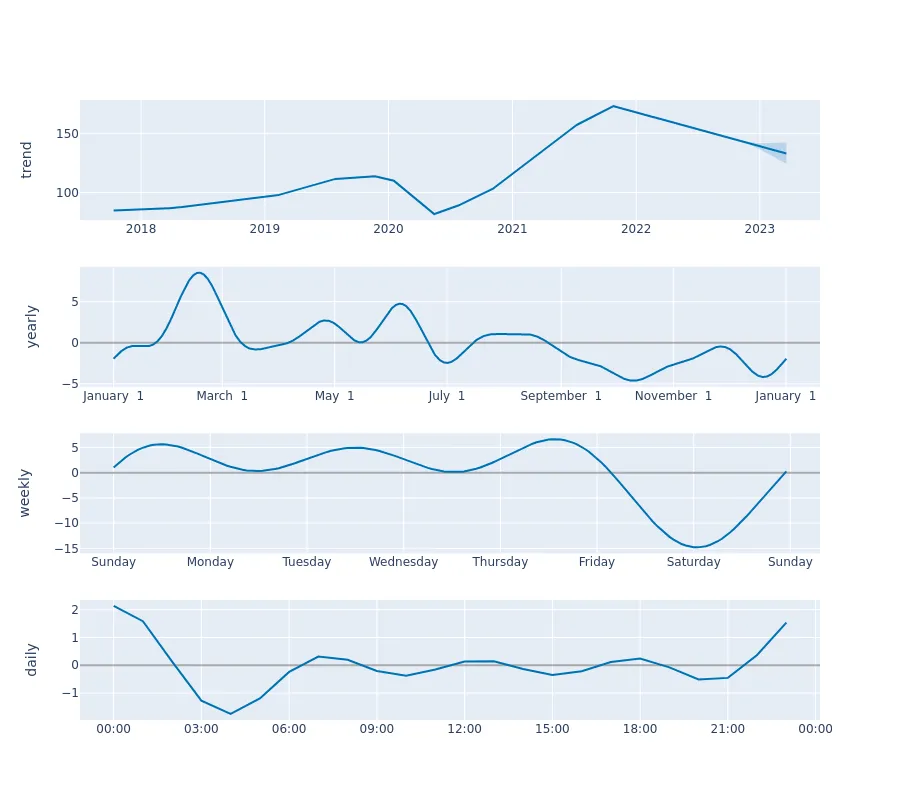 trend
150
100
2018 2019 2020 2021 2022 2023
yearly
5
0
−5
January 1 March 1 May 1 July 1 September 1 November 1 January 1
weekly
5
0
−5
−10
−15
Sunday Monday Tuesday Wednesday Thursday Friday Saturday Sunday
daily
2
1
0
−1
00:00 03:00 06:00 09:00 12:00 15:00 18:00 21:00 00:00